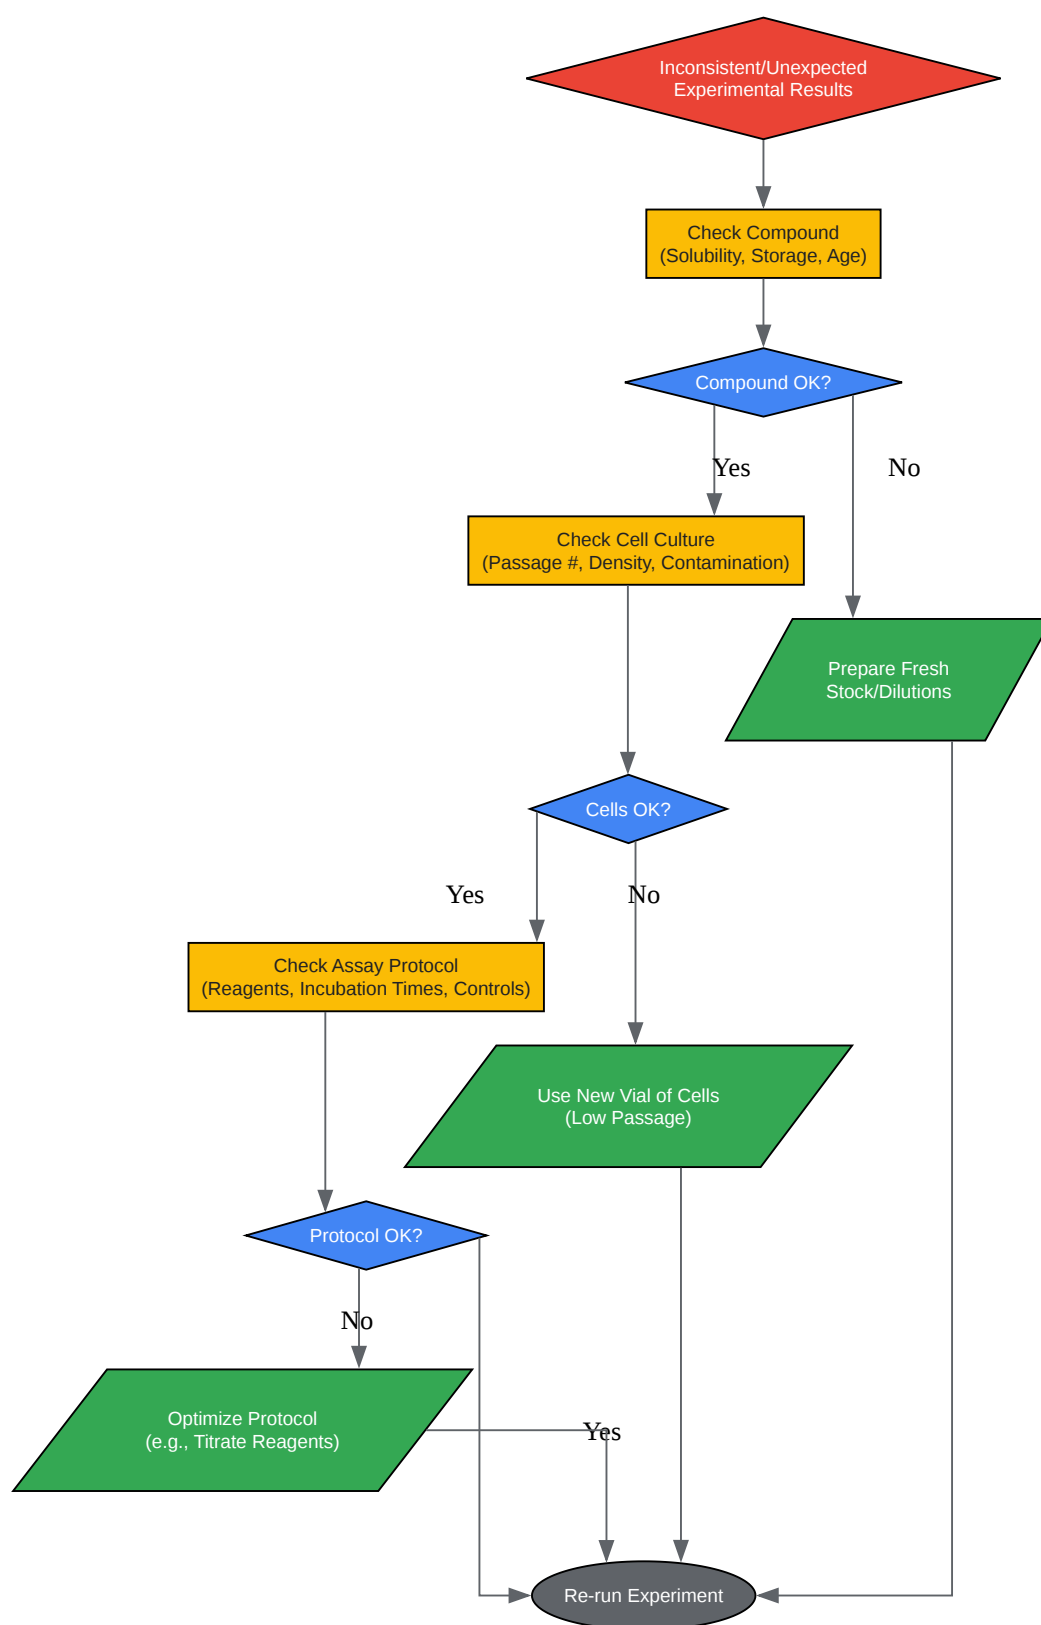 Inconsistent/Unexpected
Experimental Results
Check Compound
(Solubility, Storage, Age)
Compound OK?
Yes
No
Check Cell Culture
(Passage #, Density, Contamination)
Prepare Fresh
Stock/Dilutions
Cells OK?
Yes
No
Check Assay Protocol
(Reagents, Incubation Times, Controls)
Use New Vial of Cells
(Low Passage)
Protocol OK?
No
Optimize Protocol
(e.g., Titrate Reagents)
Yes
Re-run Experiment